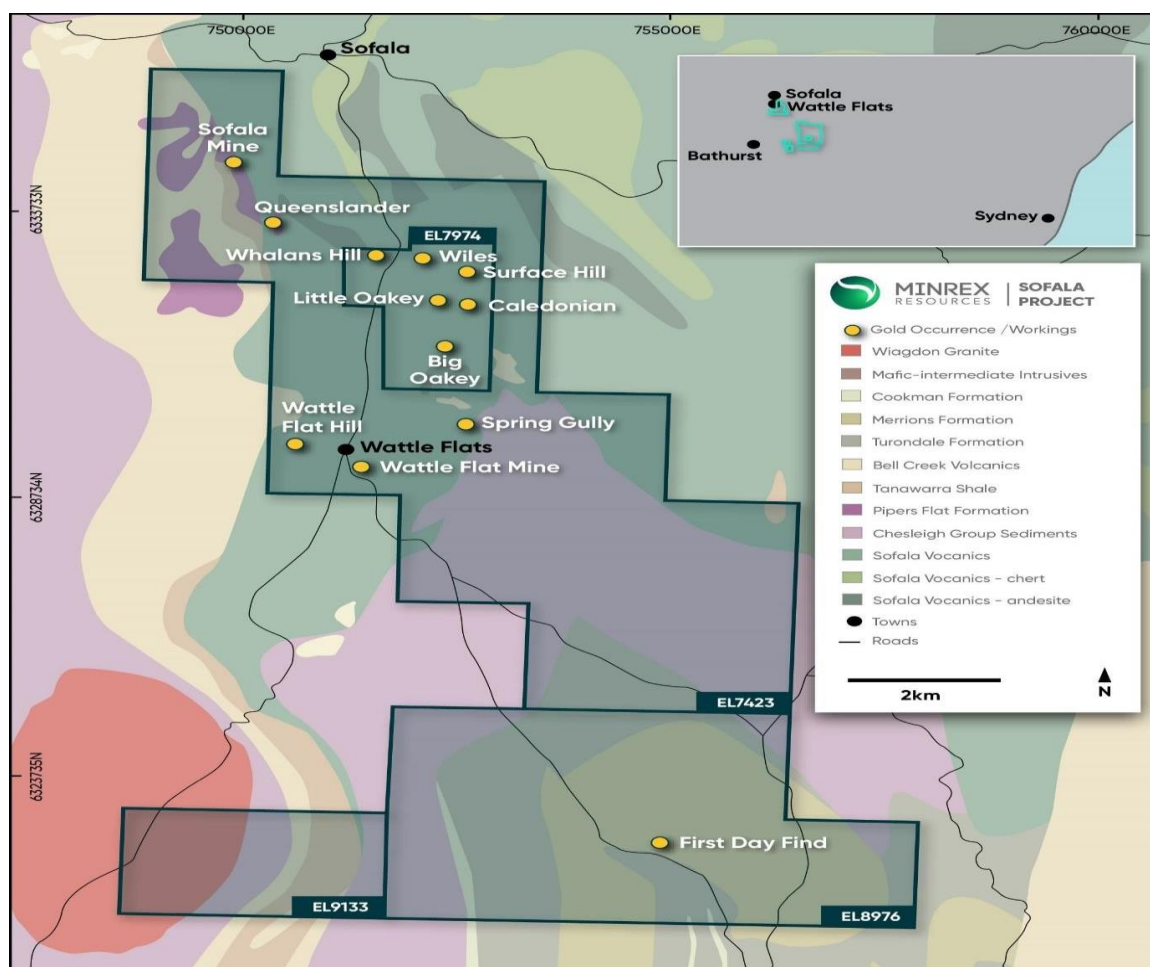 750000E
755000E
760000E
Sofala
Sofala
Mine
Queenslander
EL7974
Whalans Hill
Wiles
Surface Hill
Little Oakey
Caledonian
Big
Oakey
Wattle
Flat Hill
Spring Gully
Wattle Flats
Wattle Flat Mine
EL7423
First Day Find
EL9133
EL8976
6333733N
6328734N
6323735N
Sofala
Wattle Flats
Bathurst
Sydney
MINREX
RESOURCES
SOFALA
PROJECT
Gold Occurrence /Workings
Wiagdon Granite
Mafic-intermediate Intrusives
Cookman Formation
Merrions Formation
Turondale Formation
Bell Creek Volcanics
Tanawarra Shale
Pipers Flat Formation
Chesleigh Group Sediments
Sofala Vocanics
Sofala Vocanics - chert
Sofala Vocanics - andesite
Towns
Roads
2km
N